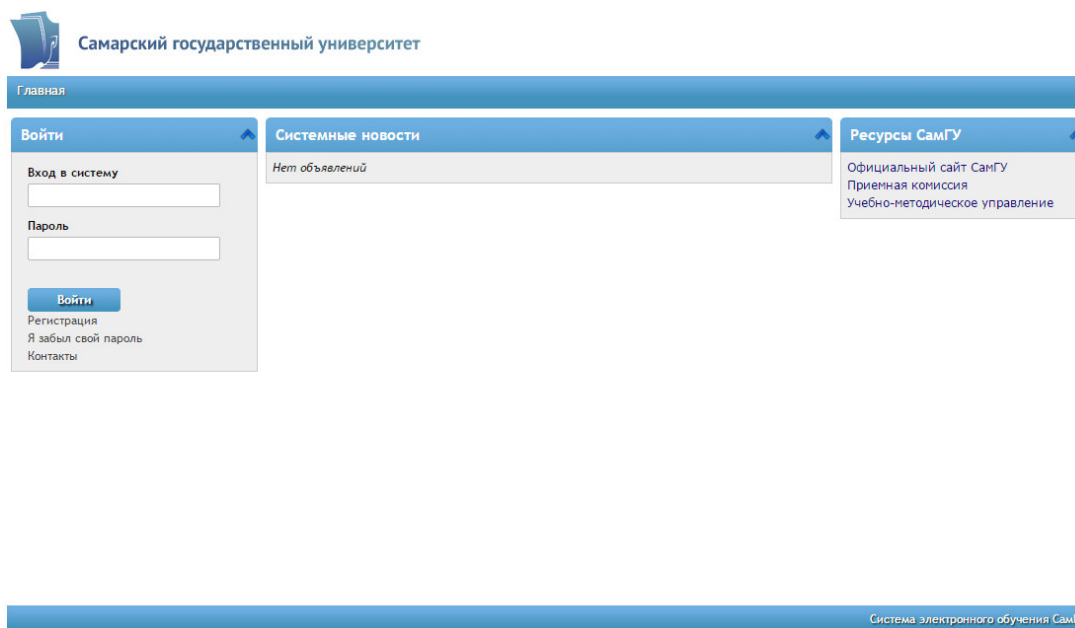 Самарский государственный университет
Главная
Войти
Вход в систему
Пароль
Войти
Регистрация
Я забыл свой пароль
Контакты
Системные новости
Нет объявлений
Ресурсы СамГУ
Официальный сайт СамГУ
Приемная комиссия
Учебно-методическое управление
Система электронного обучения